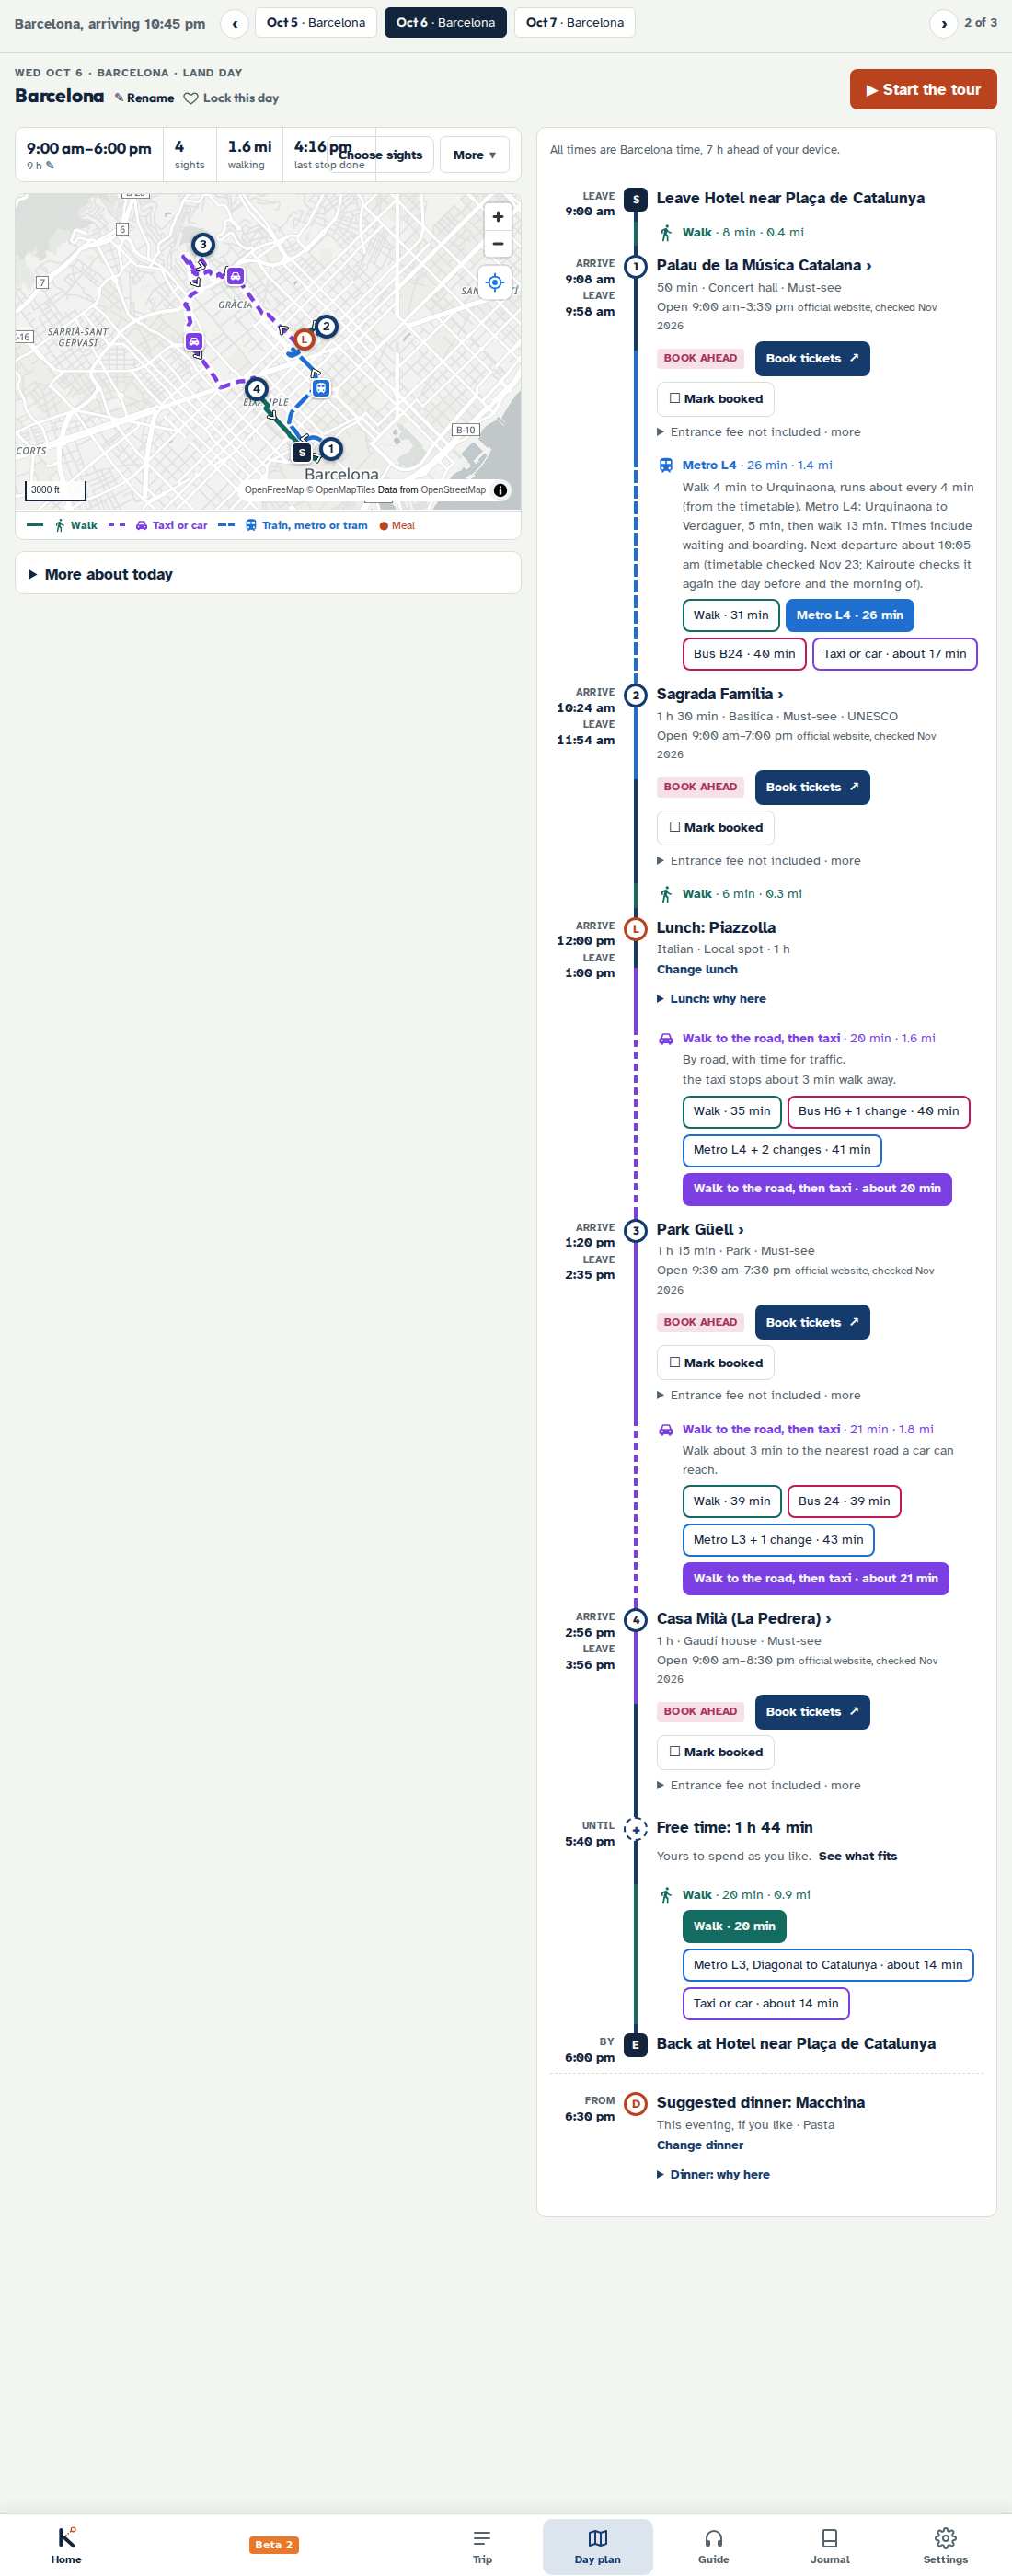 Barcelona, arriving 10:45 pm
‹
Oct 5 · Barcelona
Oct 6 · Barcelona
Oct 7 · Barcelona
›
2 of 3
WED OCT 6 · BARCELONA · LAND DAY
Barcelona
✎ Rename
Lock this day
▶ Start the tour
9:00 am–6:00 pm
9 h ✎
4
sights
1.6 mi
walking
4:16 pm
last stop done
Choose sights
More ▾
6
7
3
GRÀCIA
SARRIÀ-SANT
GERVASI
-16
2
L
4
B-10
CORTS
S
1
Barcelona
+
−
3000 ft
OpenFreeMap © OpenMapTiles Data from OpenStreetMap
Walk
Taxi or car
Train, metro or tram
Meal
▶ More about today
All times are Barcelona time, 7 h ahead of your device.
LEAVE
9:00 am
S
Leave Hotel near Plaça de Catalunya
Walk · 8 min · 0.4 mi
ARRIVE
9:08 am
LEAVE
9:58 am
1
Palau de la Música Catalana ›
50 min · Concert hall · Must-see
Open 9:00 am–3:30 pm official website, checked Nov
2026
BOOK AHEAD
Book tickets ↗
☐ Mark booked
▶ Entrance fee not included · more
Metro L4 · 26 min · 1.4 mi
Walk 4 min to Urquinaona, runs about every 4 min
(from the timetable). Metro L4: Urquinaona to
Verdaguer, 5 min, then walk 13 min. Times include
waiting and boarding. Next departure about 10:05
am (timetable checked Nov 23; Kairoute checks it
again the day before and the morning of).
Walk · 31 min
Metro L4 · 26 min
Bus B24 · 40 min
Taxi or car · about 17 min
ARRIVE
10:24 am
LEAVE
11:54 am
2
Sagrada Família ›
1 h 30 min · Basilica · Must-see · UNESCO
Open 9:00 am–7:00 pm official website, checked Nov
2026
BOOK AHEAD
Book tickets ↗
☐ Mark booked
▶ Entrance fee not included · more
Walk · 6 min · 0.3 mi
ARRIVE
12:00 pm
LEAVE
1:00 pm
L
Lunch: Piazzolla
Italian · Local spot · 1 h
Change lunch
▶ Lunch: why here
Walk to the road, then taxi · 20 min · 1.6 mi
By road, with time for traffic.
the taxi stops about 3 min walk away.
Walk · 35 min
Bus H6 + 1 change · 40 min
Metro L4 + 2 changes · 41 min
Walk to the road, then taxi · about 20 min
ARRIVE
1:20 pm
LEAVE
2:35 pm
3
Park Güell ›
1 h 15 min · Park · Must-see
Open 9:30 am–7:30 pm official website, checked Nov
2026
BOOK AHEAD
Book tickets ↗
☐ Mark booked
▶ Entrance fee not included · more
Walk to the road, then taxi · 21 min · 1.8 mi
Walk about 3 min to the nearest road a car can
reach.
Walk · 39 min
Bus 24 · 39 min
Metro L3 + 1 change · 43 min
Walk to the road, then taxi · about 21 min
ARRIVE
2:56 pm
LEAVE
3:56 pm
4
Casa Milà (La Pedrera) ›
1 h · Gaudí house · Must-see
Open 9:00 am–8:30 pm official website, checked Nov
2026
BOOK AHEAD
Book tickets ↗
☐ Mark booked
▶ Entrance fee not included · more
UNTIL
5:40 pm
+
Free time: 1 h 44 min
Yours to spend as you like. See what fits
Walk · 20 min · 0.9 mi
Walk · 20 min
Metro L3, Diagonal to Catalunya · about 14 min
Taxi or car · about 14 min
BY
6:00 pm
E
Back at Hotel near Plaça de Catalunya
FROM
6:30 pm
D
Suggested dinner: Macchina
This evening, if you like · Pasta
Change dinner
▶ Dinner: why here
Home
Beta 2
Trip
Day plan
Guide
Journal
Settings